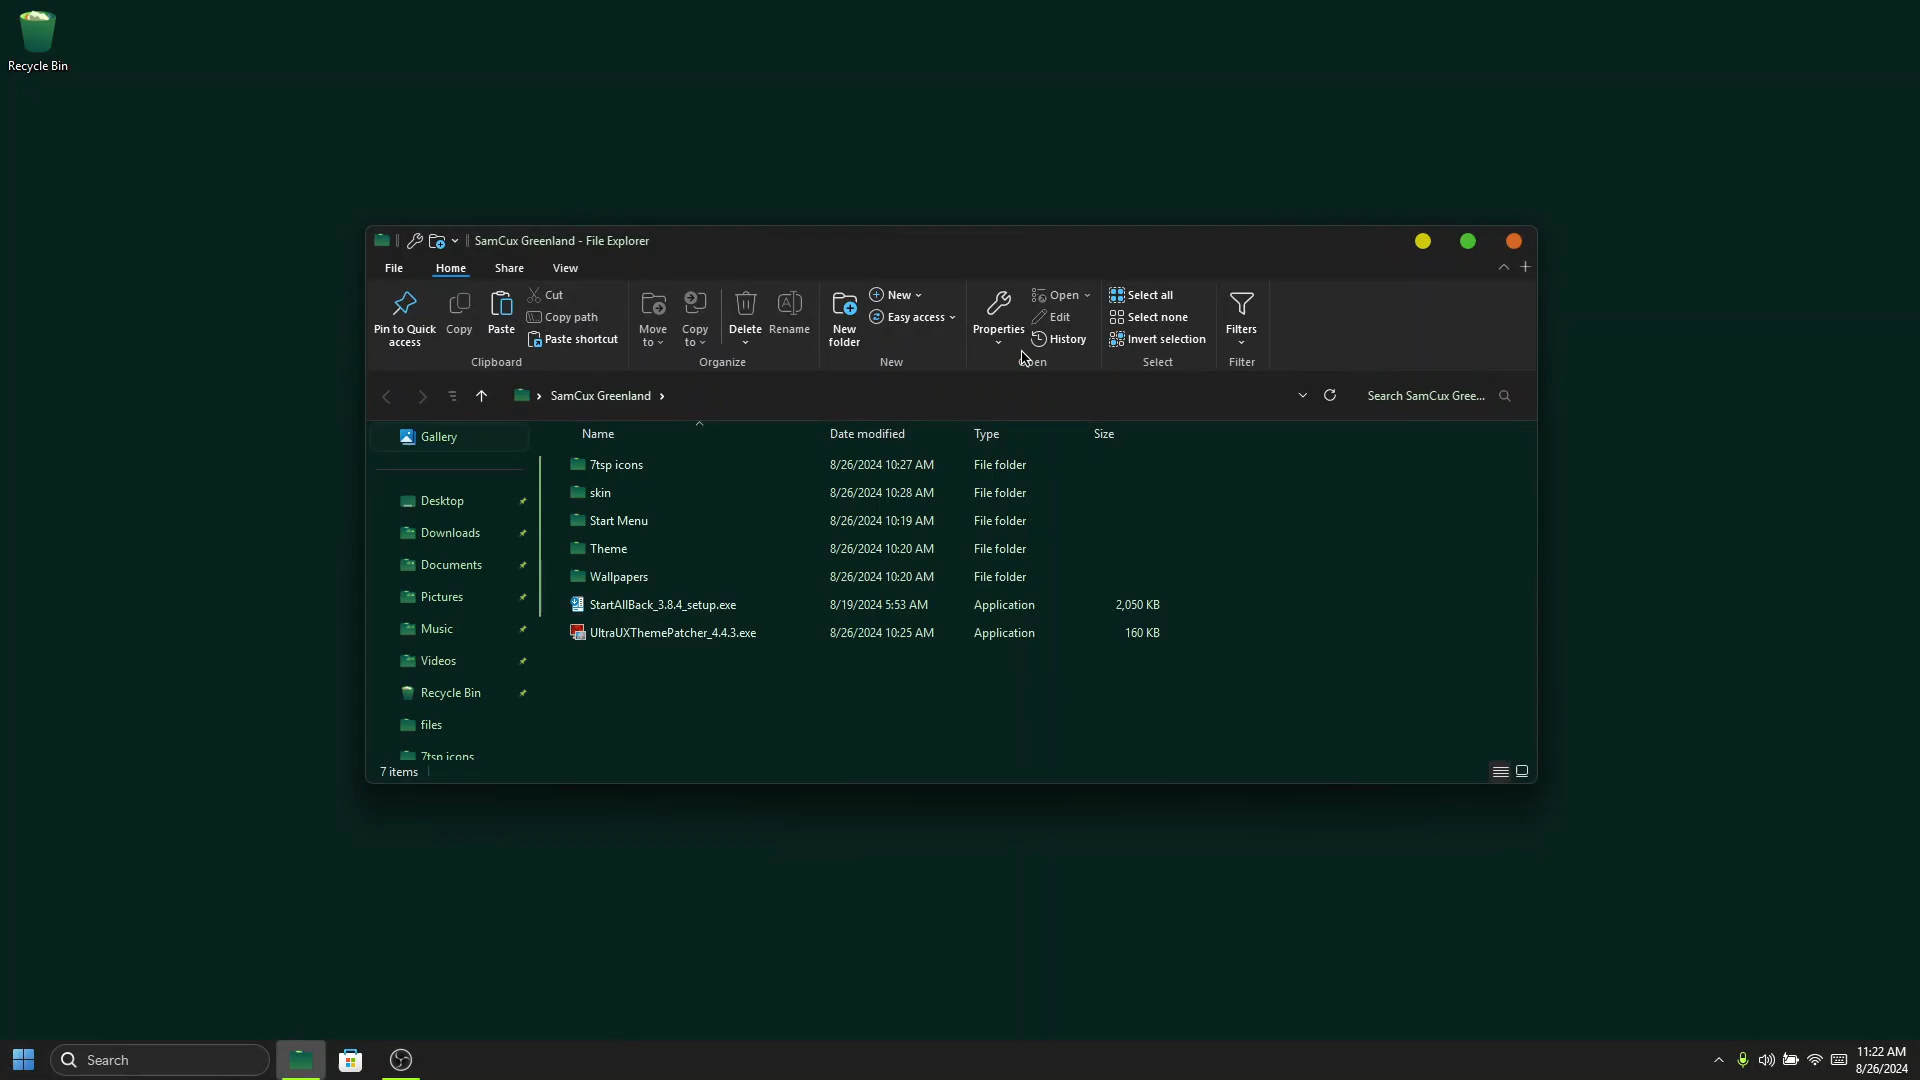 Recycle Bin
SamCux Greenland - File Explorer
File Home Share View
Pin to Quick access
Copy
Paste
Cut
Copy path
Paste shortcut
Clipboard
Move to
Copy to
Delete
Rename
Organize
New folder
New
Easy access
New
Properties
Open
Edit
History
Open
Select all
Select none
Invert selection
Select
Filters
Filter
SamCux Greenland
Search SamCux Gree...
Gallery
Desktop
Downloads
Documents
Pictures
Music
Videos
Recycle Bin
files
7tsp icons
Name Date modified Type Size
7tsp icons 8/26/2024 10:27 AM File folder
skin 8/26/2024 10:28 AM File folder
Start Menu 8/26/2024 10:19 AM File folder
Theme 8/26/2024 10:20 AM File folder
Wallpapers 8/26/2024 10:20 AM File folder
StartAllBack_3.8.4_setup.exe 8/19/2024 5:53 AM Application 2,050 KB
UltraUXThemePatcher_4.4.3.exe 8/26/2024 10:25 AM Application 160 KB
7 items
Search
11:22 AM
8/26/2024